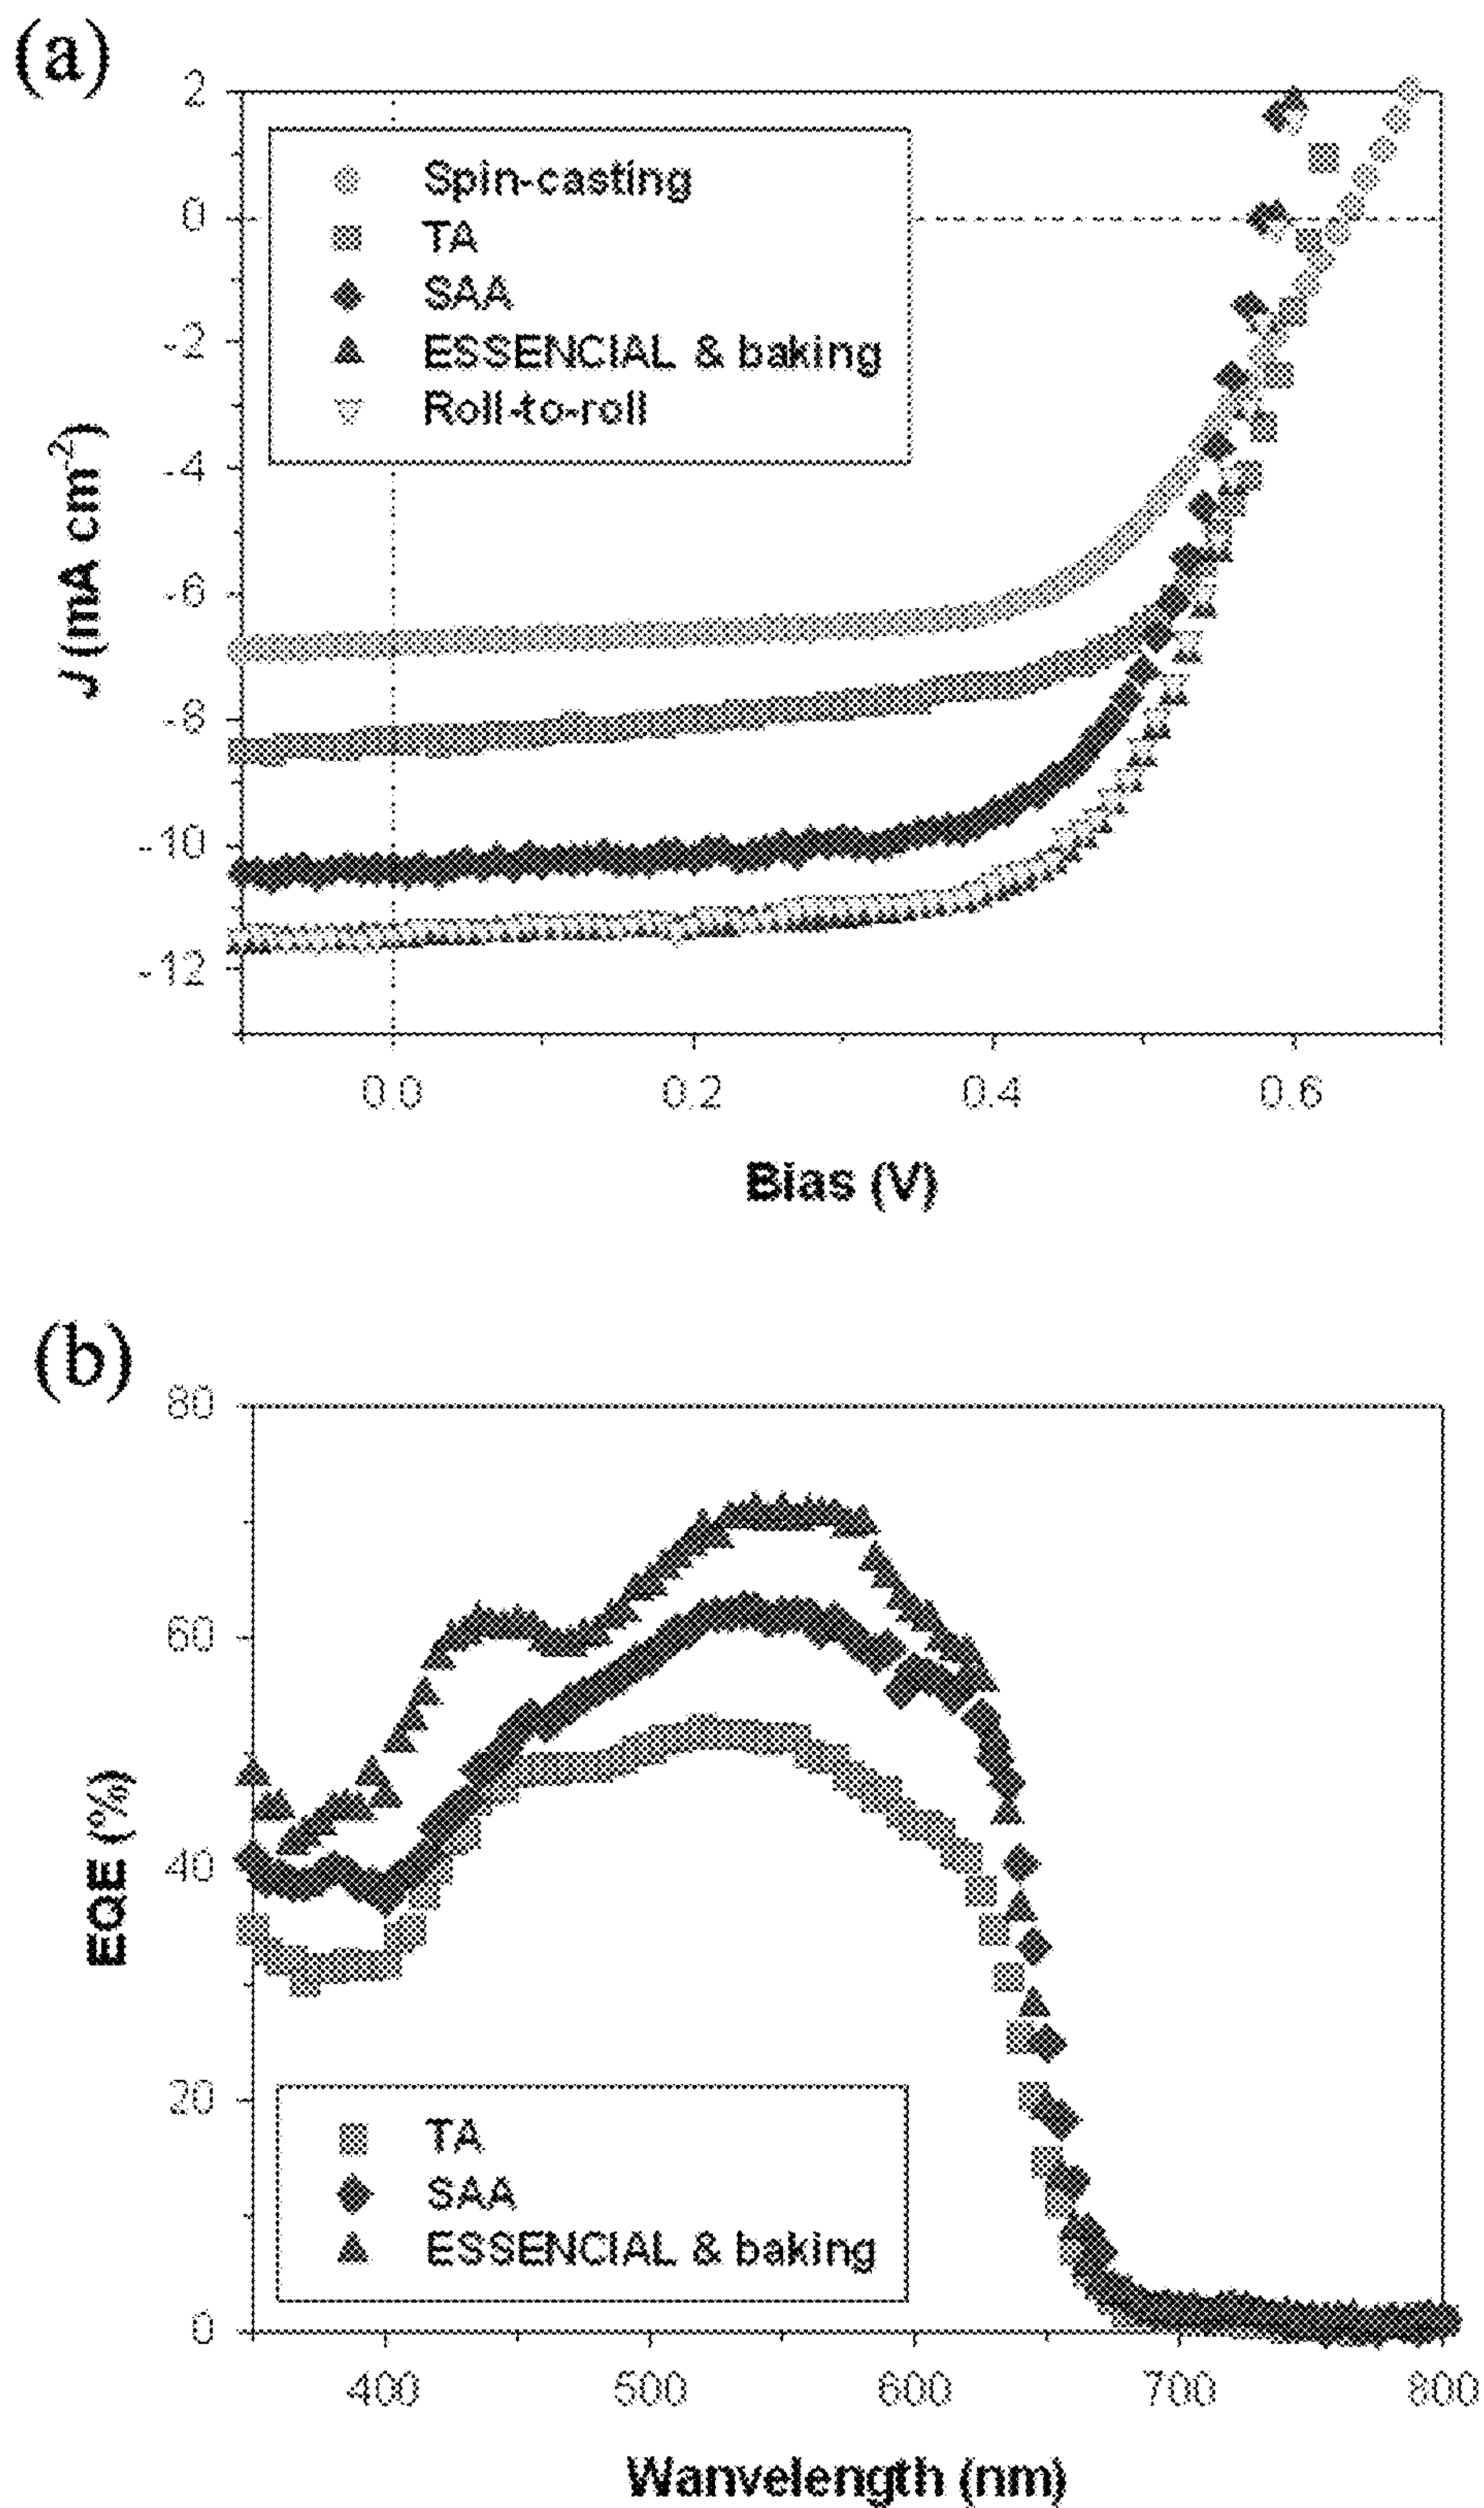 (a)
2
0
-2
-4
-6
-8
-10
-12
J (mA cm-2)
Spin-casting
TA
SAA
ESSENCIAL & baking
Roll-to-roll
0.0 0.2 0.4 0.6
Bias (V)
(b)
80
60
40
20
0
EQE (%)
TA
SAA
ESSENCIAL & baking
400 500 600 700 800
Wanvelength (nm)